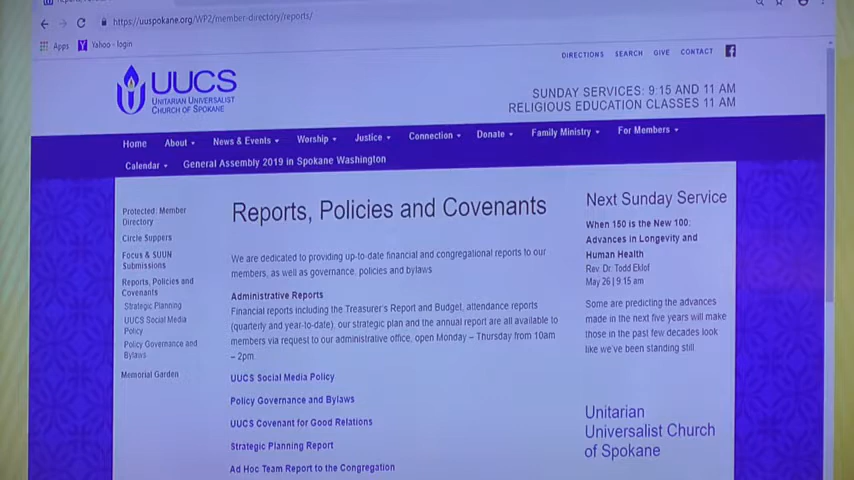 https://uuspokane.org/WP2/member-directory/reports/
Apps
Yahoo - login
DIRECTIONS SEARCH GIVE CONTACT
UUCS
UNITARIAN UNIVERSALIST
CHURCH OF SPOKANE
SUNDAY SERVICES: 9:15 AND 11 AM
RELIGIOUS EDUCATION CLASSES 11 AM
Home About News & Events Worship Justice Connection Donate Family Ministry For Members
Calendar General Assembly 2019 in Spokane Washington
Protected: Member
Directory
Circle Suppers
Focus & SUUN
Submissions
Reports, Policies and
Covenants
Strategic Planning
UUCS Social Media
Policy
Policy Governance and
Bylaws
Memorial Garden
Reports, Policies and Covenants
We are dedicated to providing up-to-date financial and congregational reports to our
members, as well as governance, policies and bylaws
Administrative Reports
Financial reports including the Treasurer's Report and Budget, attendance reports
(quarterly and year-to-date), our strategic plan and the annual report are all available to
members via request to our administrative office, open Monday – Thursday from 10am
– 2pm.
UUCS Social Media Policy
Policy Governance and Bylaws
UUCS Covenant for Good Relations
Strategic Planning Report
Ad Hoc Team Report to the Congregation
Next Sunday Service
When 150 is the New 100:
Advances in Longevity and
Human Health
Rev. Dr. Todd Eklof
May 26 | 9:15 am
Some are predicting the advances
made in the next five years will make
those in the past few decades look
like we've been standing still
Unitarian
Universalist Church
of Spokane